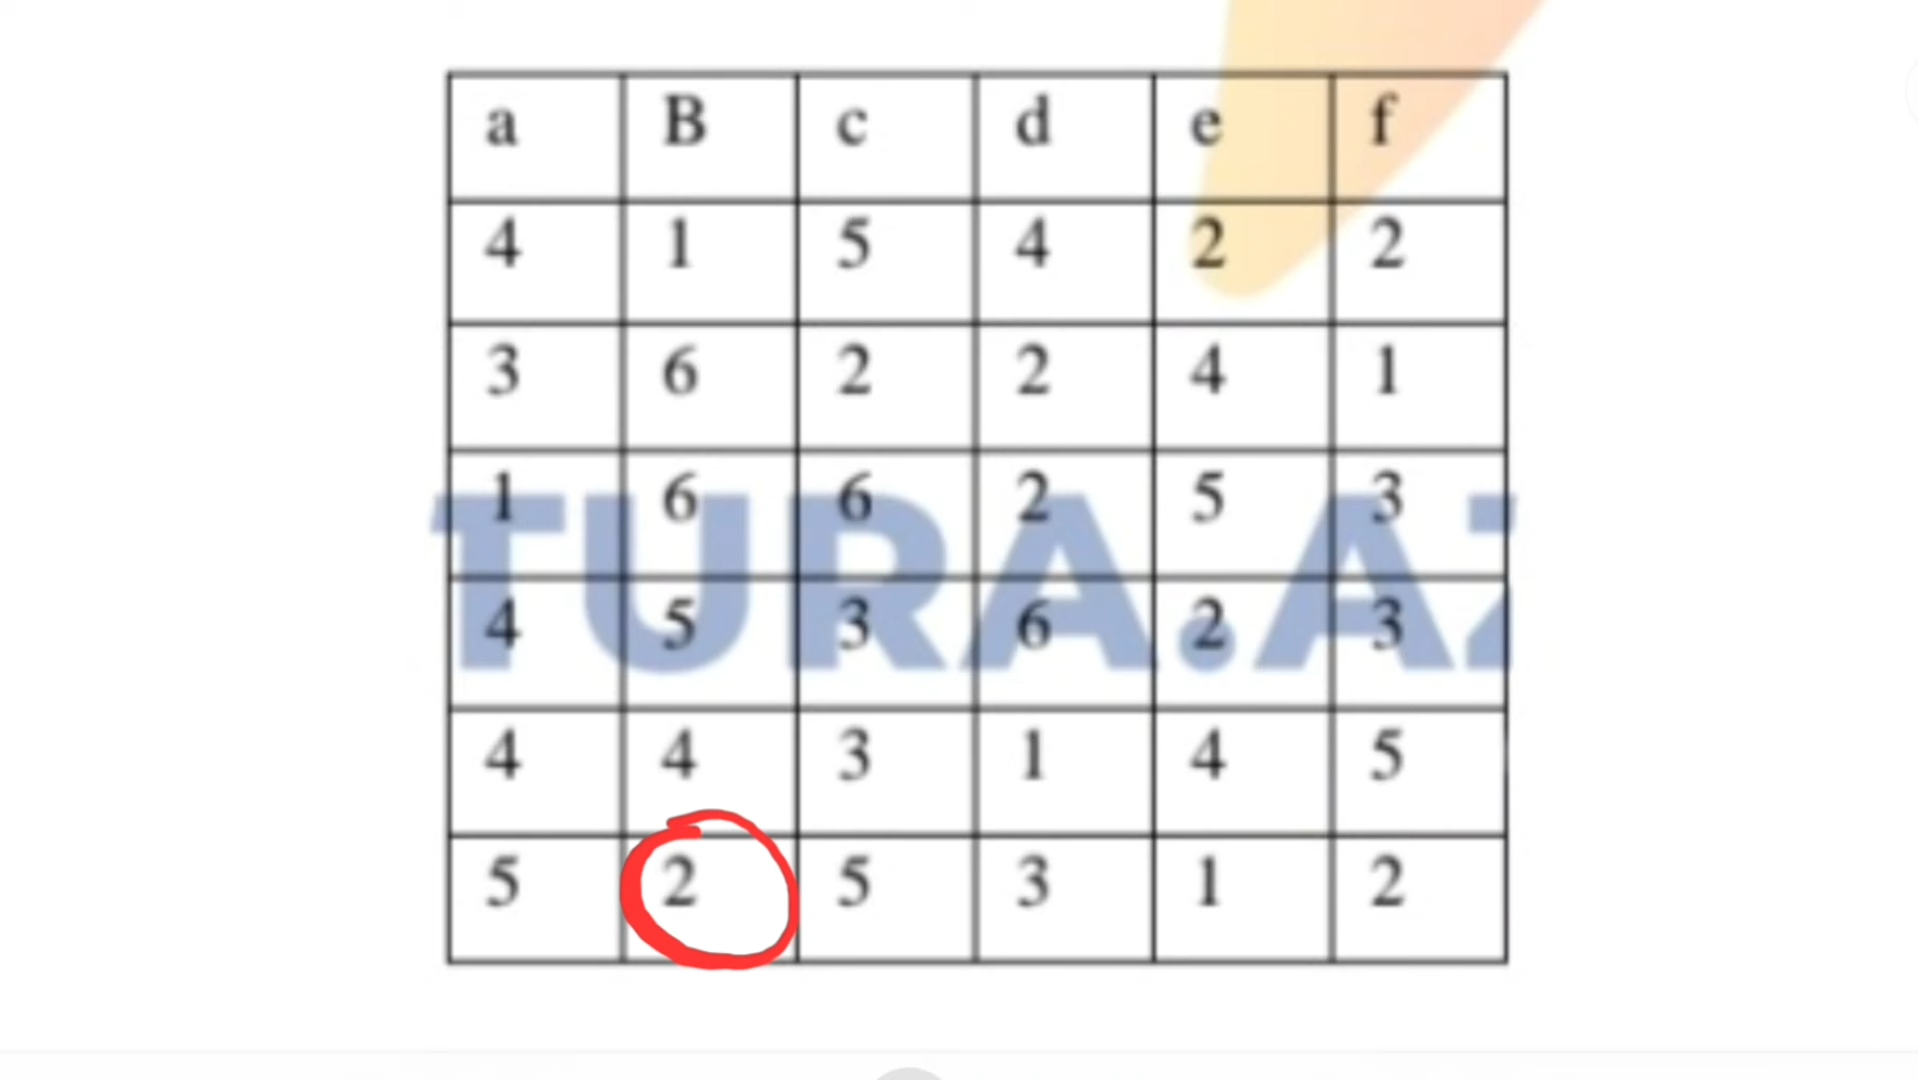 a B c d e f
4 1 5 4 2 2
3 6 2 2 4 1
1 6 6 2 5 3
TURA.AZ
4 5 3 6 2 3
4 4 3 1 4 5
5 2 5 3 1 2